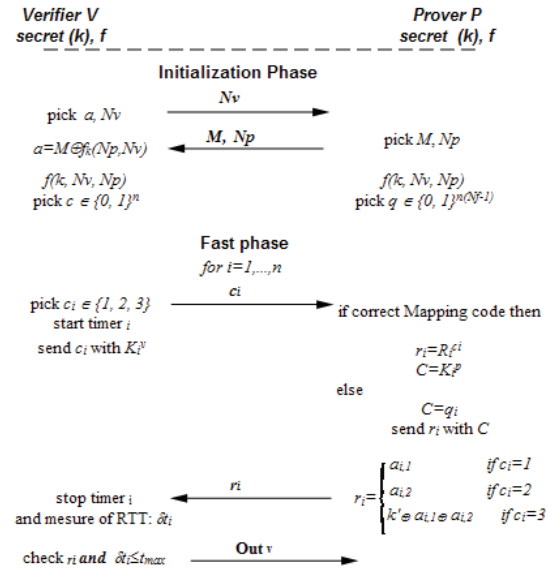 Verifier V
Prover P
secret (k), f
secret (k), f
Initialization Phase
pick a, Nv
Nv
a=M⊕fk(Np,Nv)
M, Np
pick M, Np
f(k, Nv, Np)
f(k, Nv, Np)
pick c ∈ {0, 1}ⁿ
pick q ∈ {0, 1}ⁿ⁽ᴺᶠ⁻¹⁾
Fast phase
for i=1,...,n
pick ci ∈ {1, 2, 3}
ci
if correct Mapping code then
start timer i
send ci with Kiᵛ
ri=Riᶜⁱ
C=Kiᵖ
else
C=qi
send ri with C
stop timer i
ri
ri={
ai,1 if ci=1
ai,2 if ci=2
k'⊕ ai,1⊕ ai,2 if ci=3
and mesure of RTT: δti
check ri and δti≤tmax
Out v